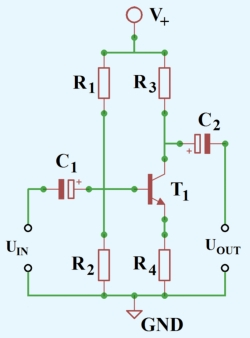 V+
R1 R3
C2
+
C1
+
T1
UIN
R2 R4
UOUT
GND